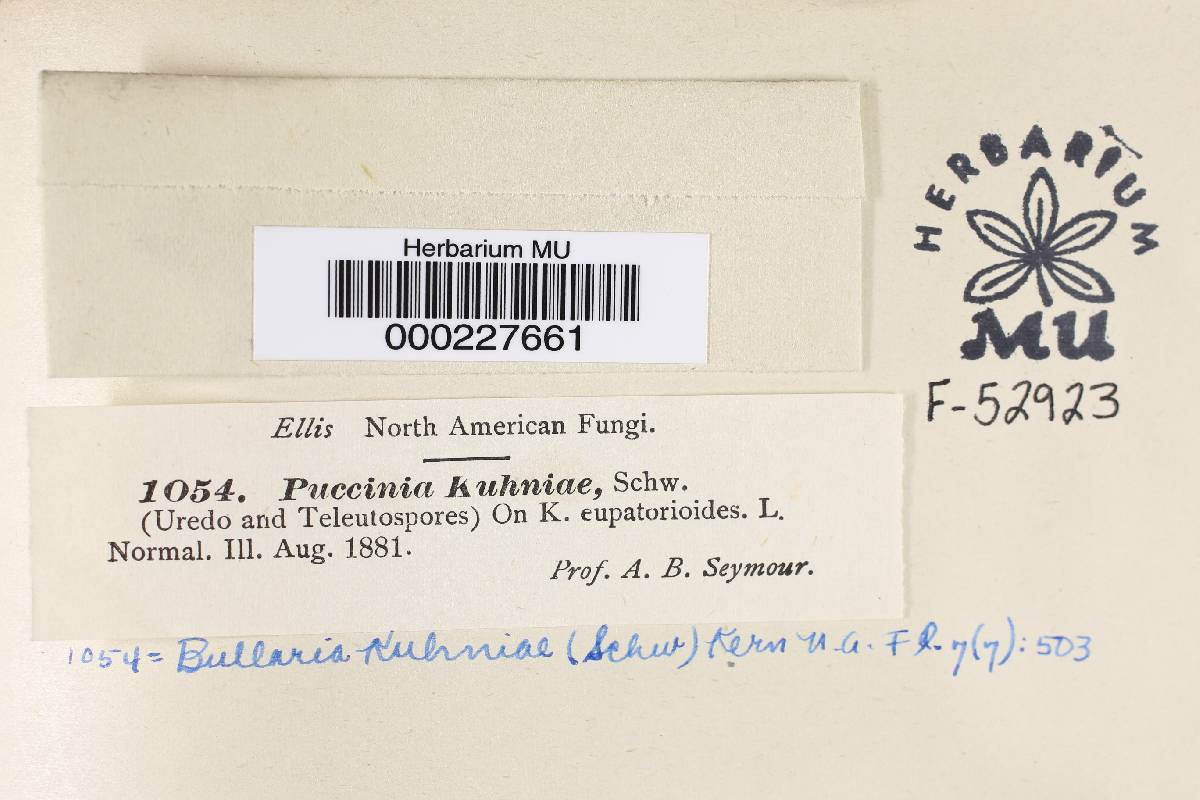 Herbarium MU
000227661
HERBARIUM
MU
F-52923
Ellis North American Fungi.
1054. Puccinia Kuhniae, Schw.
(Uredo and Teleutospores) On K. eupatorioides. L.
Normal. Ill. Aug. 1881.
Prof. A. B. Seymour.
1054 = Bullaria Kuhniae (Schw) Kern N.A. Fl. 7(7): 503